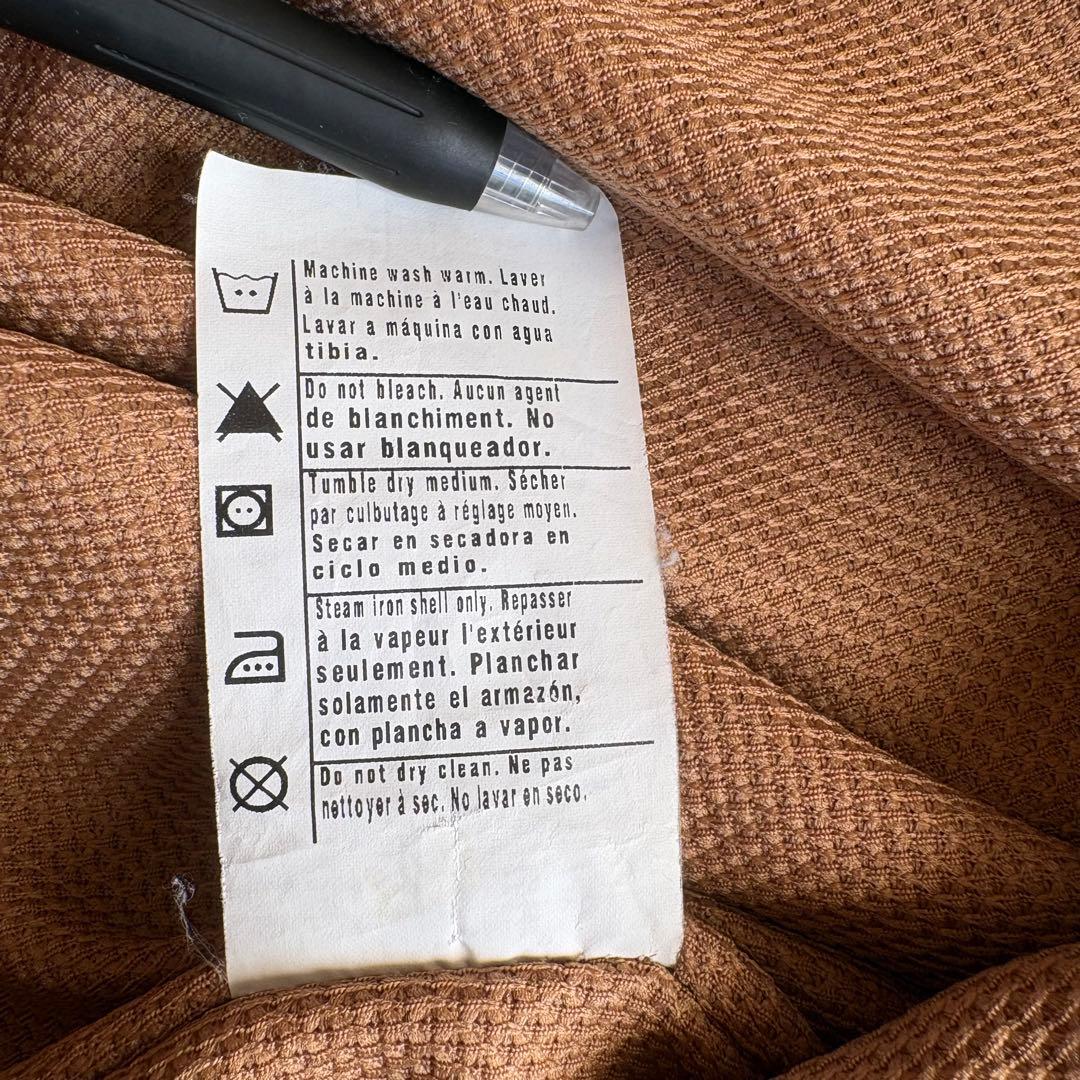 Machine wash warm. Laver
à la machine à l'eau chaud.
Lavar a máquina con agua
tibia.
Do not bleach. Aucun agent
de blanchiment. No
usar blanqueador.
Tumble dry medium. Sécher
par culbutage à réglage moyen.
Secar en secadora en
ciclo medio.
Steam iron shell only. Repasser
à la vapeur l'extérieur
seulement. Planchar
solamente el armazón,
con plancha a vapor.
Do not dry clean. Ne pas
nettoyer à sec. No lavar en seco.